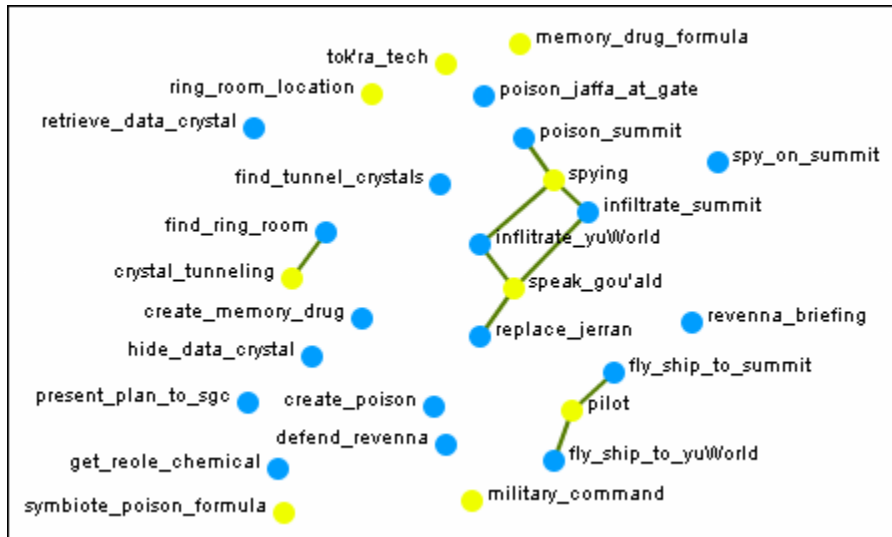 memory_drug_formula
tok'ra_tech
ring_room_location
poison_jaffa_at_gate
retrieve_data_crystal
poison_summit
spy_on_summit
find_tunnel_crystals
spying
infiltrate_summit
find_ring_room
inflitrate_yuWorld
crystal_tunneling
speak_gou'ald
create_memory_drug
revenna_briefing
replace_jerran
hide_data_crystal
fly_ship_to_summit
present_plan_to_sgc
create_poison
pilot
defend_revenna
get_reole_chemical
fly_ship_to_yuWorld
military_command
symbiote_poison_formula